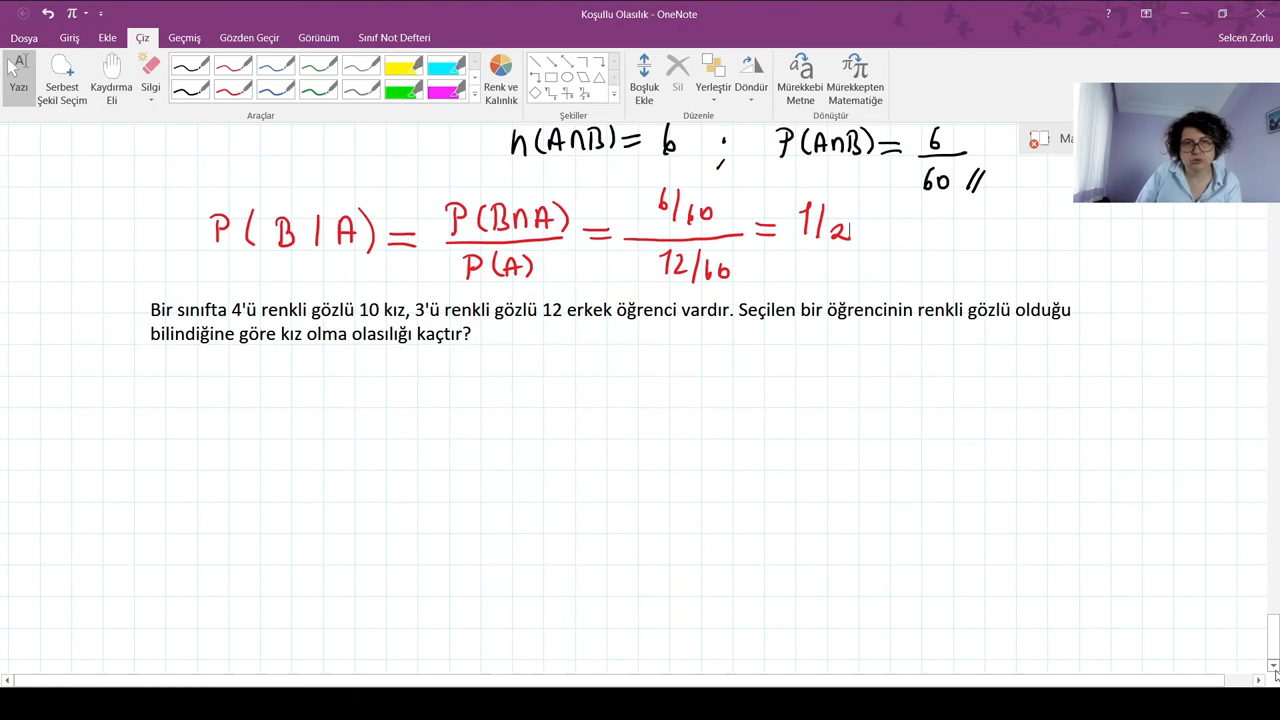 Koşullu Olasılık - OneNote
Dosya Giriş Ekle Çiz Geçmiş Gözden Geçir Görünüm Sınıf Not Defteri Selcen Zorlu
Yazı Serbest Şekil Seçim Kaydırma Eli Silgi Renk ve Kalınlık Boşluk Ekle Sil Yerleştir Döndür Mürekkebi Metne Mürekkepten Matematiğe
Araçlar Şekiller Düzenle Dönüştür
n(A∩B) = 6 ; P(A∩B) = 6/60 //
P(B|A) = P(B∩A)/P(A) = (6/60)/(12/60) = 1/2
Bir sınıfta 4'ü renkli gözlü 10 kız, 3'ü renkli gözlü 12 erkek öğrenci vardır. Seçilen bir öğrencinin renkli gözlü olduğu
bilindiğine göre kız olma olasılığı kaçtır?